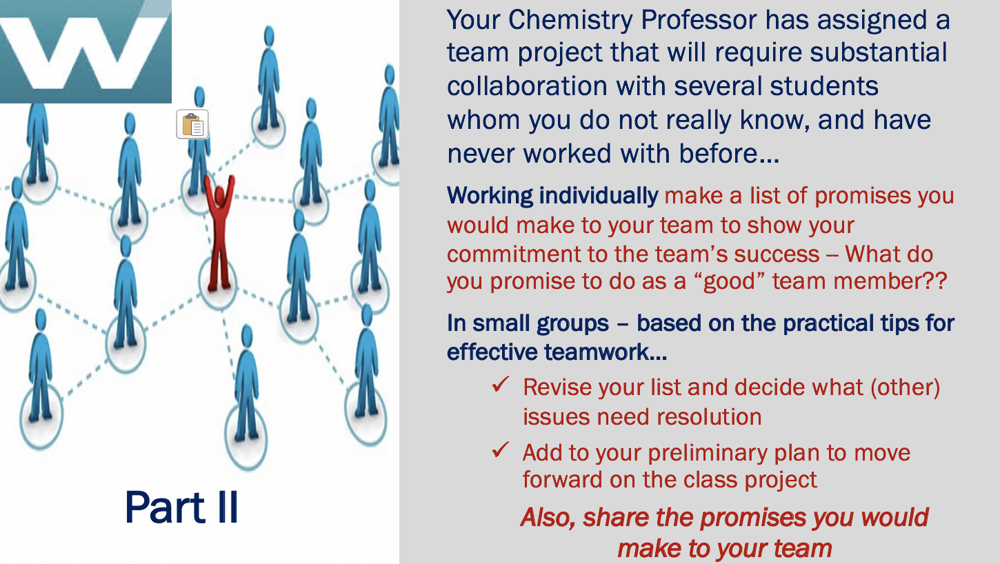 W
Your Chemistry Professor has assigned a
team project that will require substantial
collaboration with several students
whom you do not really know, and have
never worked with before…
Working individually make a list of promises you
would make to your team to show your
commitment to the team’s success – What do
you promise to do as a “good” team member??
In small groups – based on the practical tips for
effective teamwork…
✓ Revise your list and decide what (other)
issues need resolution
✓ Add to your preliminary plan to move
forward on the class project
Also, share the promises you would
make to your team
Part II